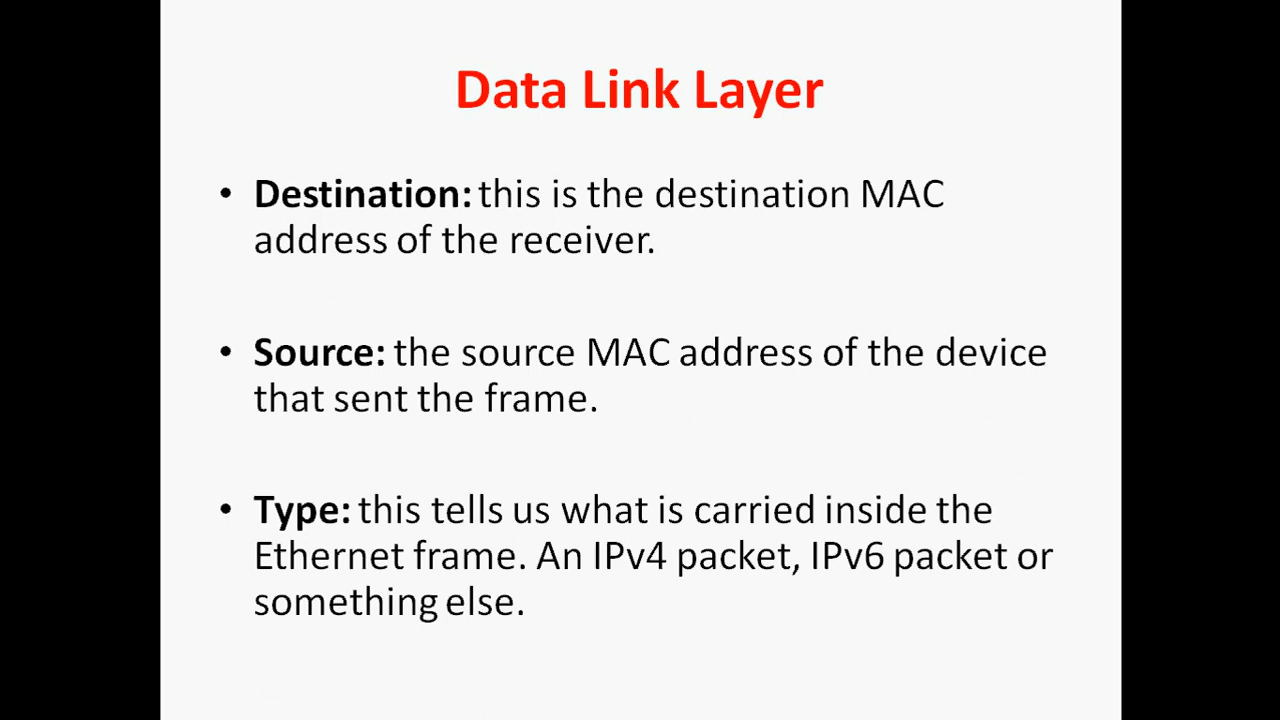 Data Link Layer
• Destination: this is the destination MAC
address of the receiver.
• Source: the source MAC address of the device
that sent the frame.
• Type: this tells us what is carried inside the
Ethernet frame. An IPv4 packet, IPv6 packet or
something else.